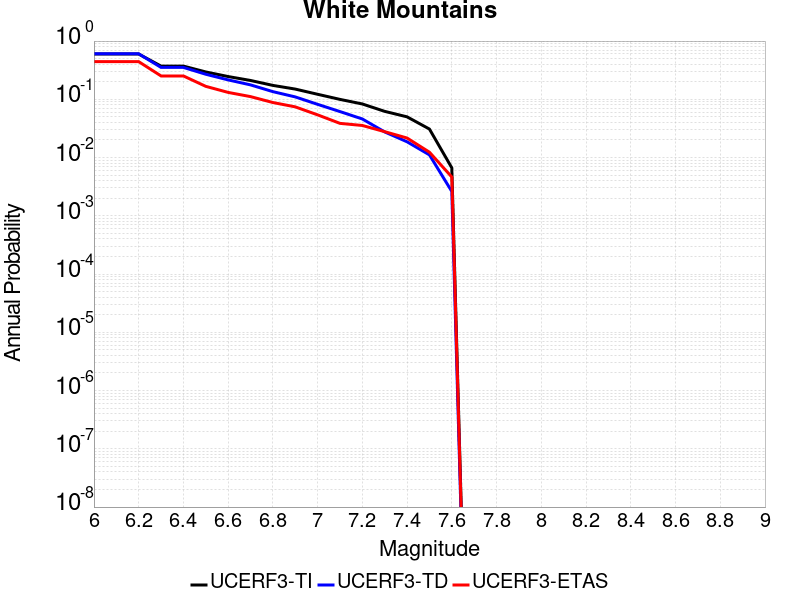 White Mountains
10^0
10^-1
10^-2
10^-3
10^-4
10^-5
10^-6
10^-7
10^-8
Annual Probability
6 6.2 6.4 6.6 6.8 7 7.2 7.4 7.6 7.8 8 8.2 8.4 8.6 8.8 9
Magnitude
UCERF3-TI UCERF3-TD UCERF3-ETAS